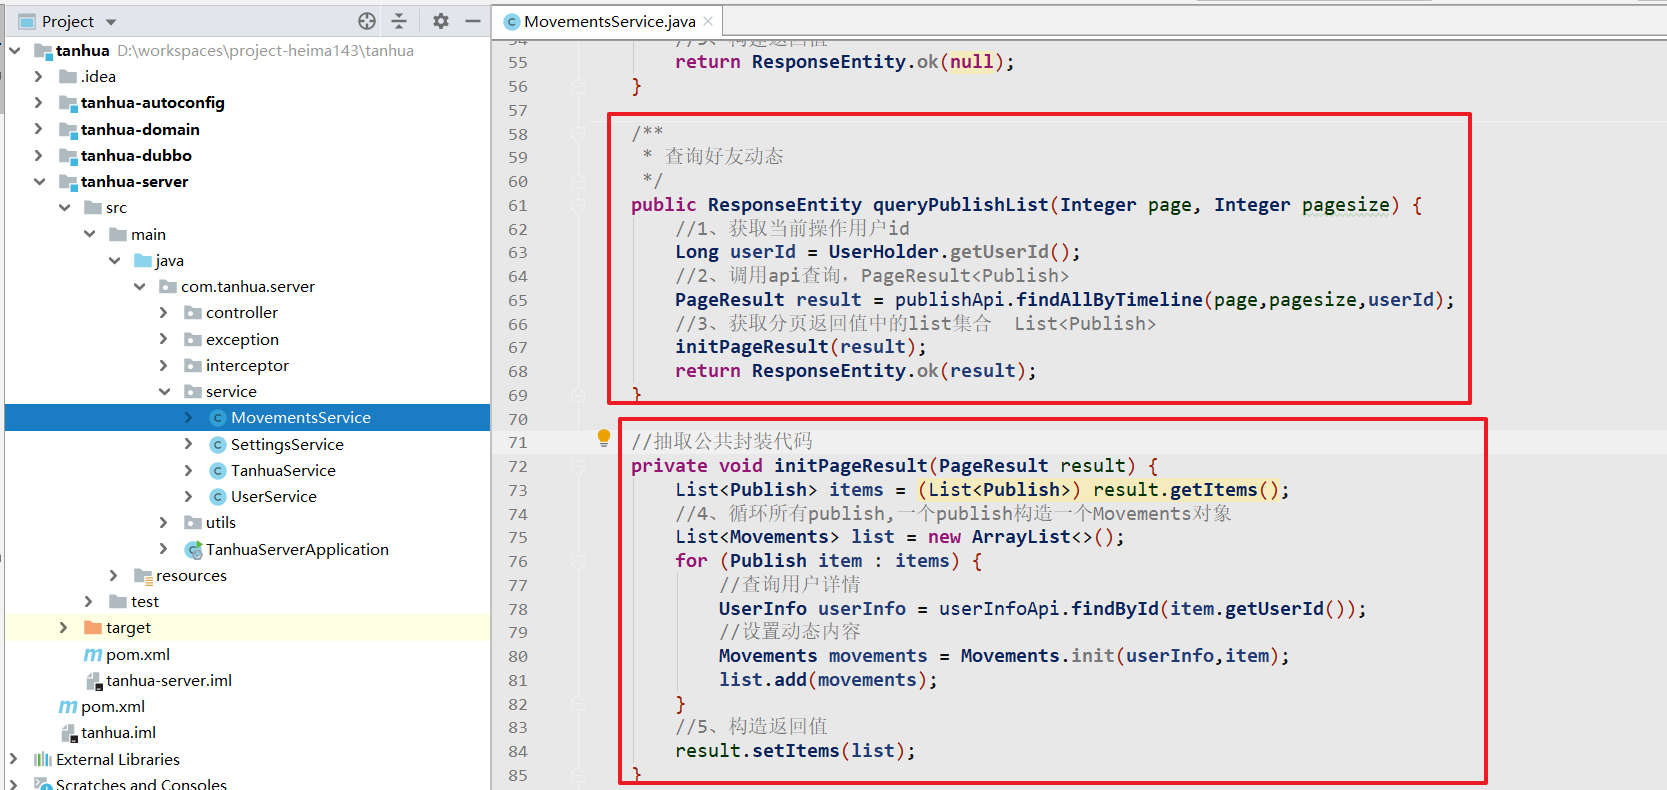 Project
tanhua D:\workspaces\project-heima143\tanhua
.idea
tanhua-autoconfig
tanhua-domain
tanhua-dubbo
tanhua-server
src
main
java
com.tanhua.server
controller
exception
interceptor
service
MovementsService
SettingsService
TanhuaService
UserService
utils
TanhuaServerApplication
resources
test
target
pom.xml
tanhua-server.iml
pom.xml
tanhua.iml
External Libraries
Scratches and Consoles
MovementsService.java
54 //5、构造返回值
55 return ResponseEntity.ok(null);
56 }
57
58 /**
59 * 查询好友动态
60 */
61 public ResponseEntity queryPublishList(Integer page, Integer pagesize) {
62 //1、获取当前操作用户id
63 Long userId = UserHolder.getUserId();
64 //2、调用api查询，PageResult<Publish>
65 PageResult result = publishApi.findAllByTimeline(page,pagesize,userId);
66 //3、获取分页返回值中的list集合  List<Publish>
67 initPageResult(result);
68 return ResponseEntity.ok(result);
69 }
70
71 //抽取公共封装代码
72 private void initPageResult(PageResult result) {
73 List<Publish> items = (List<Publish>) result.getItems();
74 //4、循环所有publish,一个publish构造一个Movements对象
75 List<Movements> list = new ArrayList<>();
76 for (Publish item : items) {
77 //查询用户详情
78 UserInfo userInfo = userInfoApi.findById(item.getUserId());
79 //设置动态内容
80 Movements movements = Movements.init(userInfo,item);
81 list.add(movements);
82 }
83 //5、构造返回值
84 result.setItems(list);
85 }